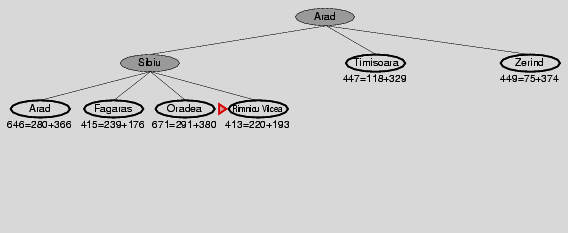 Arad
Sibiu
Timisoara
Zerind
447=118+329
449=75+374
Arad
Fagaras
Oradea
Rimnicu Vilcea
646=280+366
415=239+176
671=291+380
413=220+193